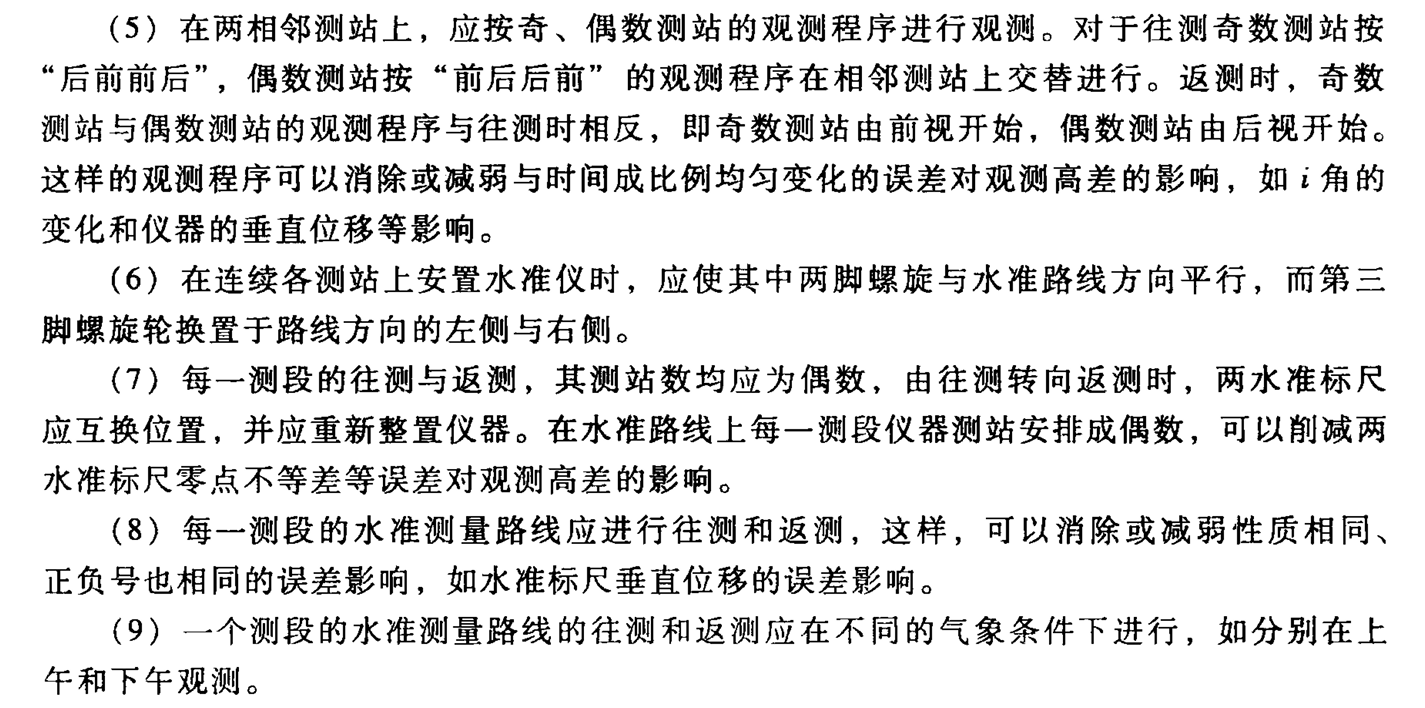 (5) 在两相邻测站上，应按奇、偶数测站的观测程序进行观测。对于往测奇数测站按
“后前前后”，偶数测站按“前后后前”的观测程序在相邻测站上交替进行。返测时，奇数
测站与偶数测站的观测程序与往测时相反，即奇数测站由前视开始，偶数测站由后视开始。
这样的观测程序可以消除或减弱与时间成比例均匀变化的误差对观测高差的影响，如 i 角的
变化和仪器的垂直位移等影响。
(6) 在连续各测站上安置水准仪时，应使其中两脚螺旋与水准路线方向平行，而第三
脚螺旋轮换置于路线方向的左侧与右侧。
(7) 每一测段的往测与返测，其测站数均应为偶数，由往测转向返测时，两水准标尺
应互换位置，并应重新整置仪器。在水准路线上每一测段仪器测站安排成偶数，可以削减两
水准标尺零点不等差等误差对观测高差的影响。
(8) 每一测段的水准测量路线应进行往测和返测，这样，可以消除或减弱性质相同、
正负号也相同的误差影响，如水准标尺垂直位移的误差影响。
(9) 一个测段的水准测量路线的往测和返测应在不同的气象条件下进行，如分别在上
午和下午观测。